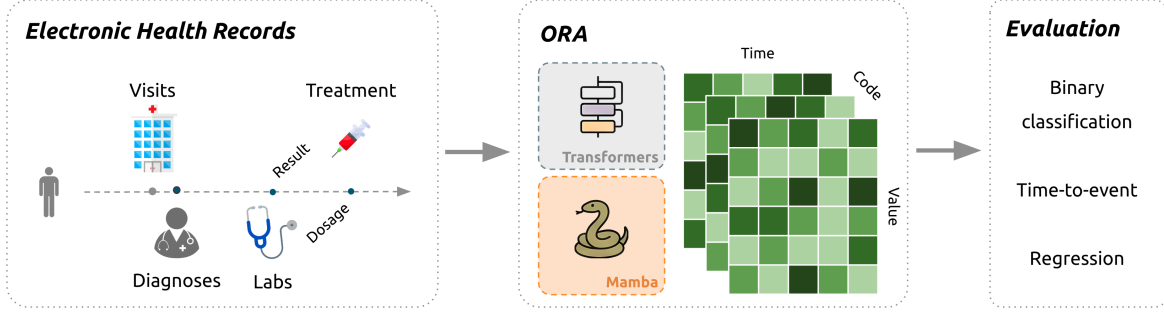 Electronic Health Records
Visits
Treatment
Result
Dosage
Diagnoses
Labs
ORA
Transformers
Mamba
Time
Code
Value
Evaluation
Binary
classification
Time-to-event
Regression